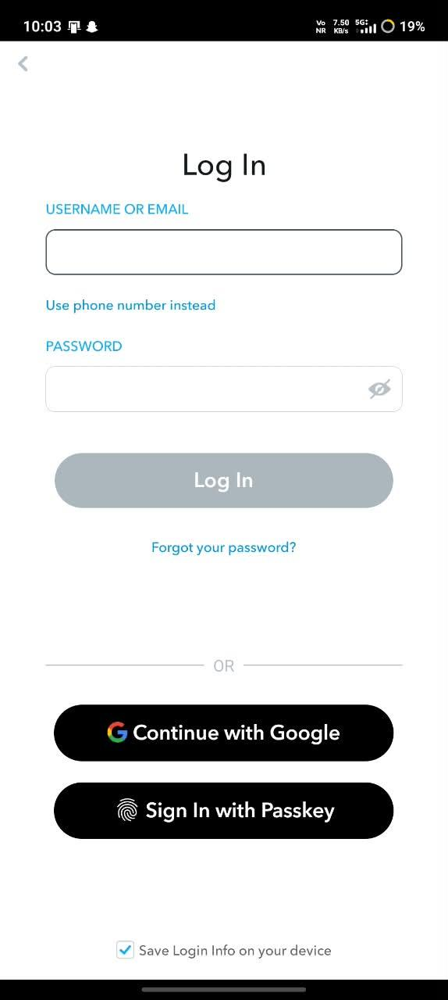 10:03 Vo NR 7.50 KB/s 5G+ 19%
Log In
USERNAME OR EMAIL
Use phone number instead
PASSWORD
Log In
Forgot your password?
OR
Continue with Google
Sign In with Passkey
Save Login Info on your device